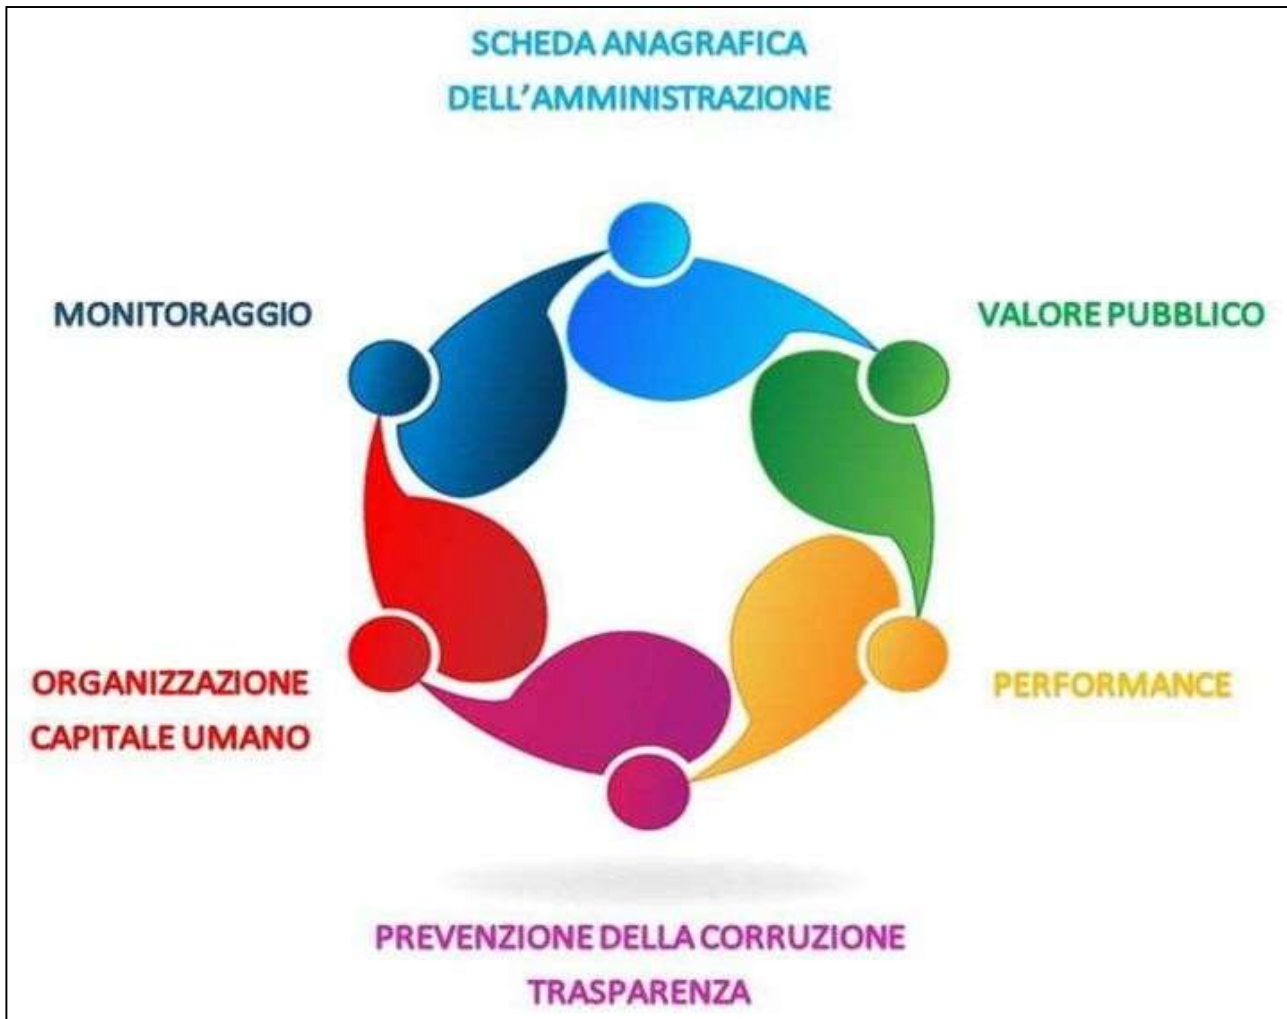 SCHEDA ANAGRAFICA
DELL'AMMINISTRAZIONE
MONITORAGGIO
VALORE PUBBLICO
ORGANIZZAZIONE
CAPITALE UMANO
PERFORMANCE
PREVENZIONE DELLA CORRUZIONE
TRASPARENZA